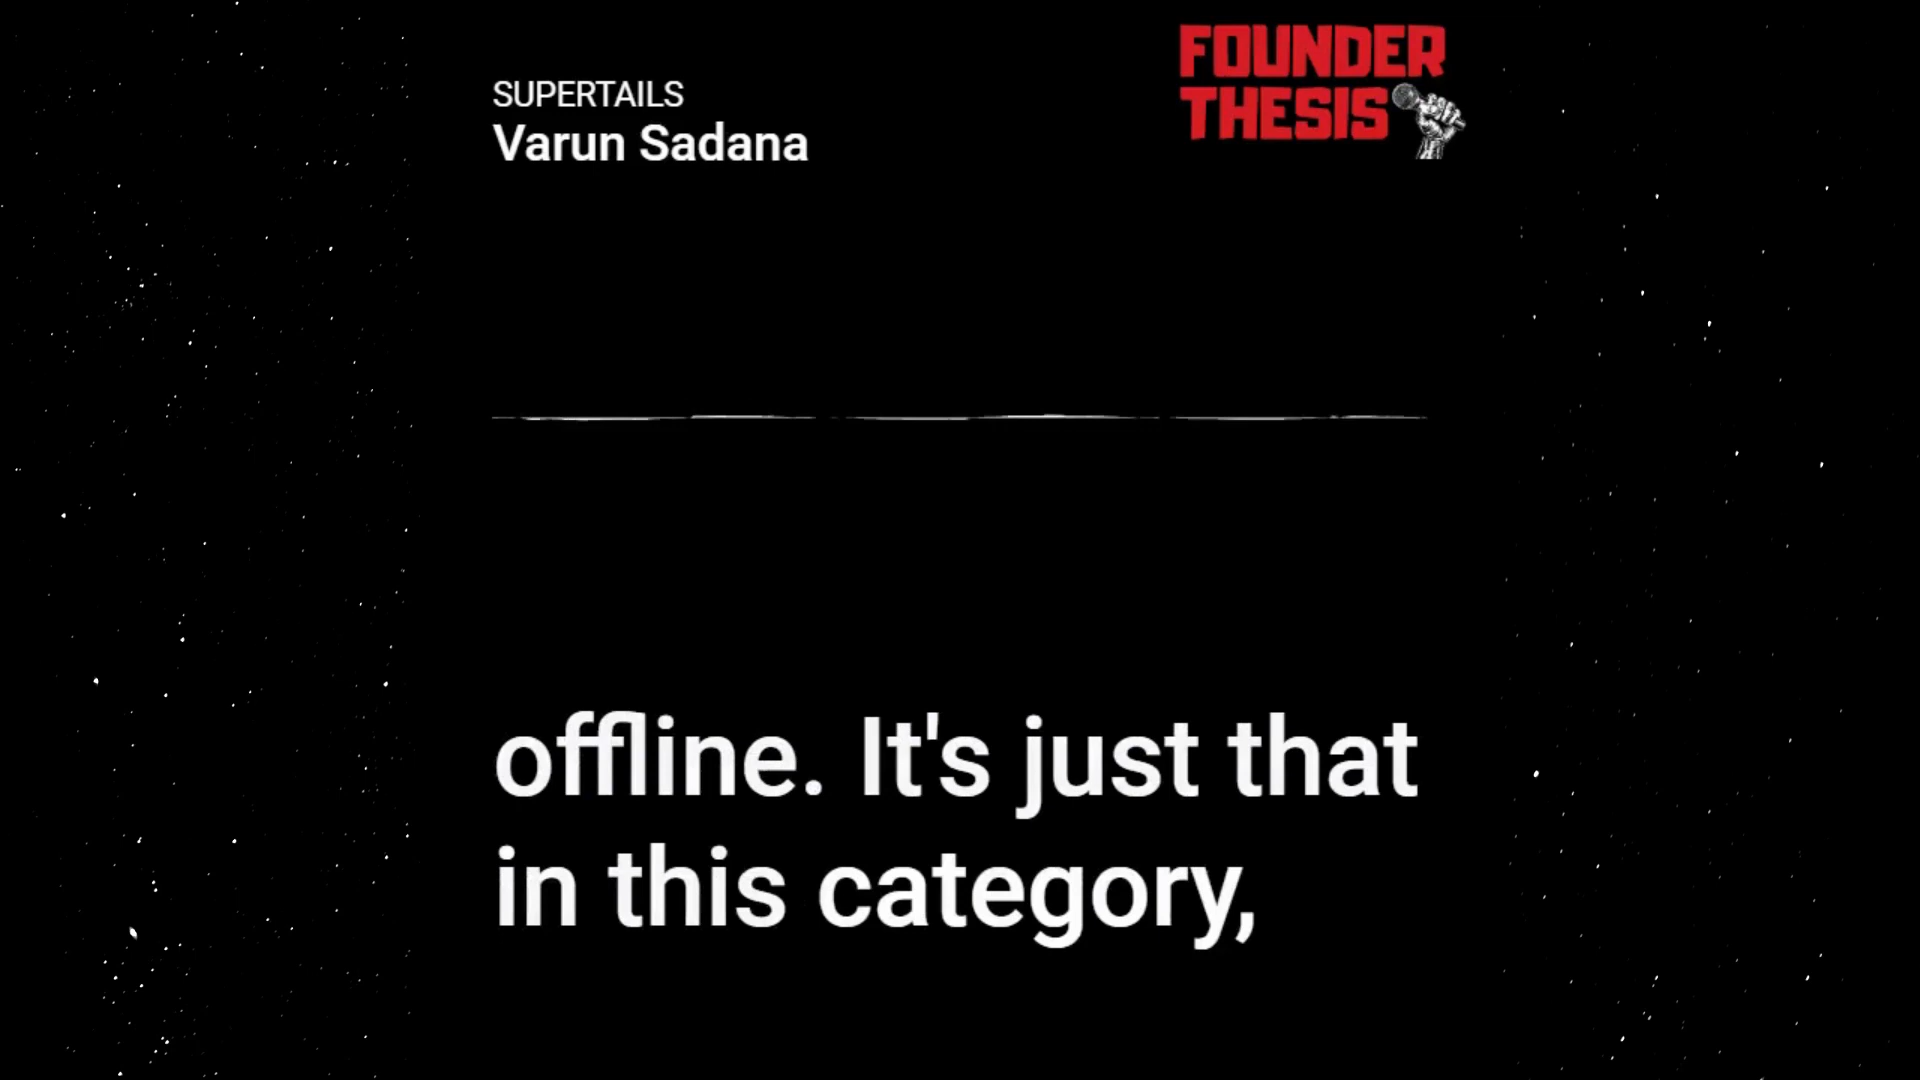 SUPERTAILS
Varun Sadana
FOUNDER
THESIS
offline. It's just that
in this category,